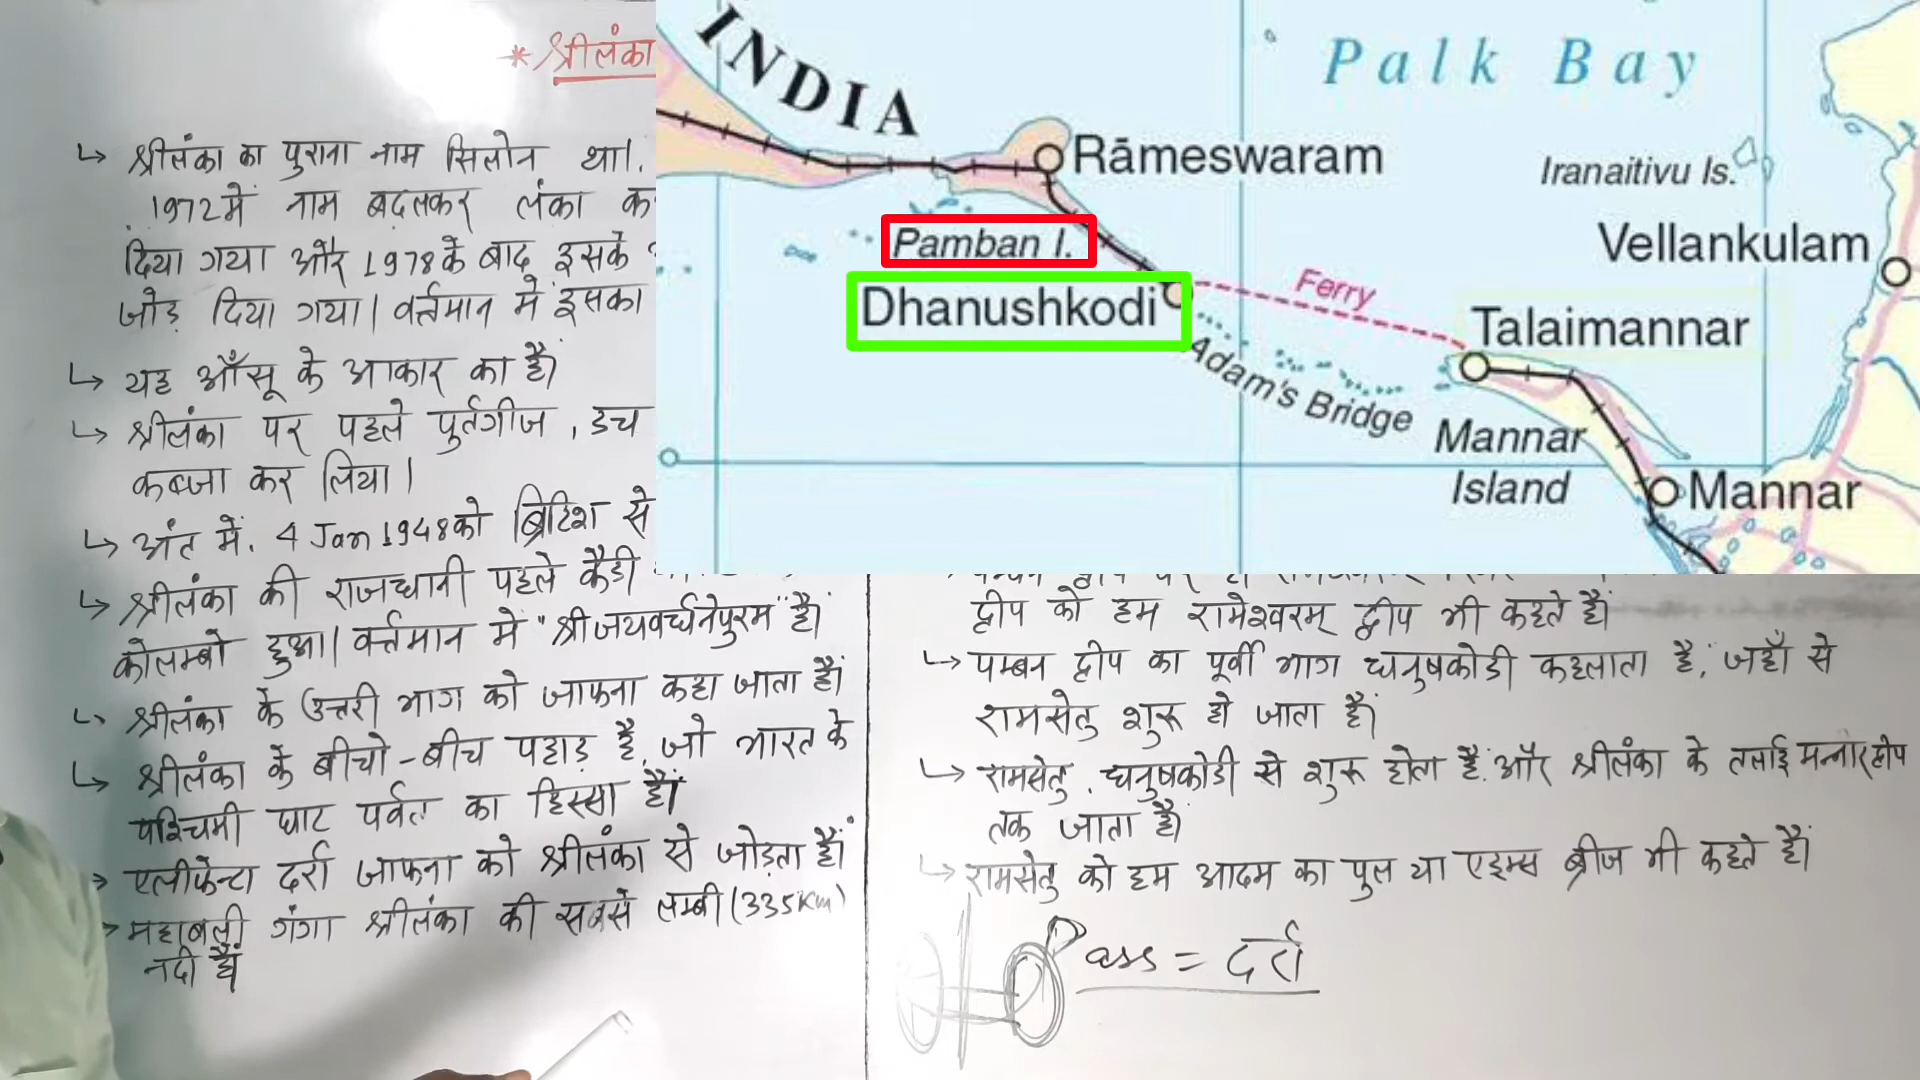 * श्रीलंका
↳ श्रीलंका का पुराना नाम सिलोन था।
1972 में नाम बदलकर लंका क
दिया गया और 1978 के बाद इसके
जोड़ दिया गया। वर्त्तमान में इसका
↳ यह आँसू के आकार का है।
↳ श्रीलंका पर पहले पुर्तगीज, डच
कब्जा कर लिया।
↳ अंत में, 4 Jan 1948 को ब्रिटिश से
↳ श्रीलंका की राजधानी पहले कैडी
कोलम्बो हुआ। वर्त्तमान में "श्रीजयवर्धनेपुरम" है।
↳ श्रीलंका के उत्तरी भाग को जाफना कहा जाता है।
↳ श्रीलंका के बीचो-बीच पहाड़ है, जो भारत के
पश्चिमी घाट पर्वत का हिस्सा है।
→ एलीफेन्टा दर्रा जाफना को श्रीलंका से जोड़ता है।
→ महाबली गंगा श्रीलंका की सबसे लम्बी (335km)
नदी है।
INDIA
Palk Bay
Rāmeswaram
Iranaitivu Is.
Pamban I.
Vellankulam
Dhanushkodi
Ferry
Talaimannar
Adam's Bridge
Mannar
Island
Mannar
द्वीप को हम रामेश्वरम् द्वीप भी कहते है।
↳ पम्बन द्वीप का पूर्वी भाग धनुषकोडी कहलाता है, जहाँ से
रामसेतु शुरू हो जाता है।
↳ रामसेतु, धनुषकोडी से शुरू होता है और श्रीलंका के तलाई मन्नार द्वीप
तक जाता है।
↳ रामसेतु को हम आदम का पुल या एडम्स ब्रीज भी कहते है।
Pass = दर्रा